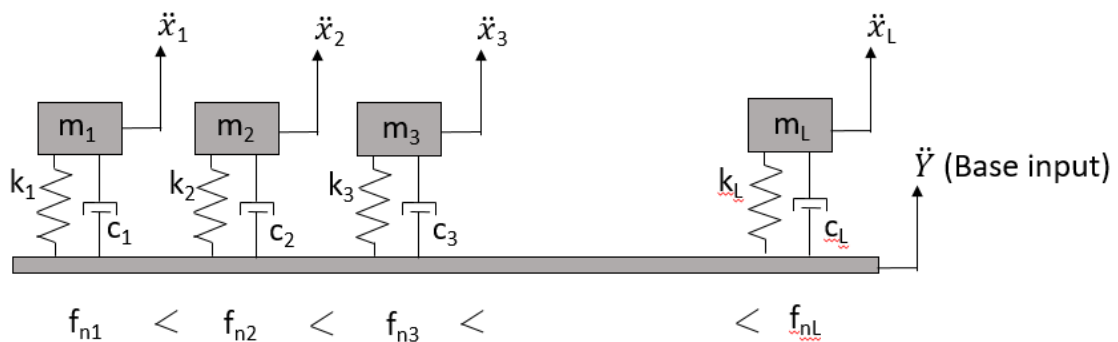 ẍ₁ ẍ₂ ẍ₃ ẍL
m₁ m₂ m₃ mL
Ÿ (Base input)
k₁ k₂ k₃ kL
c₁ c₂ c₃ cL
fn1 < fn2 < fn3 < < fnL